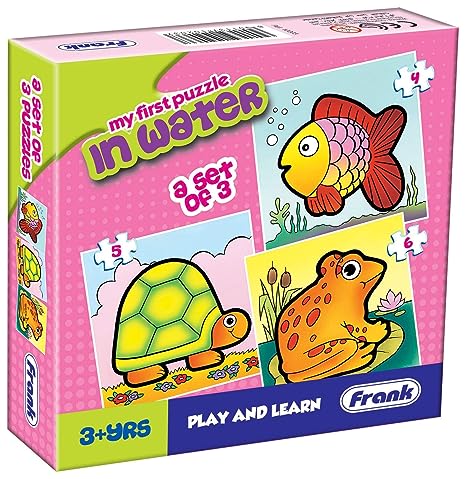 Frank
my first puzzle
in water
a set of 3
4
5
6
3+YRS
PLAY AND LEARN
Frank
a set of
3 puzzles
Frank